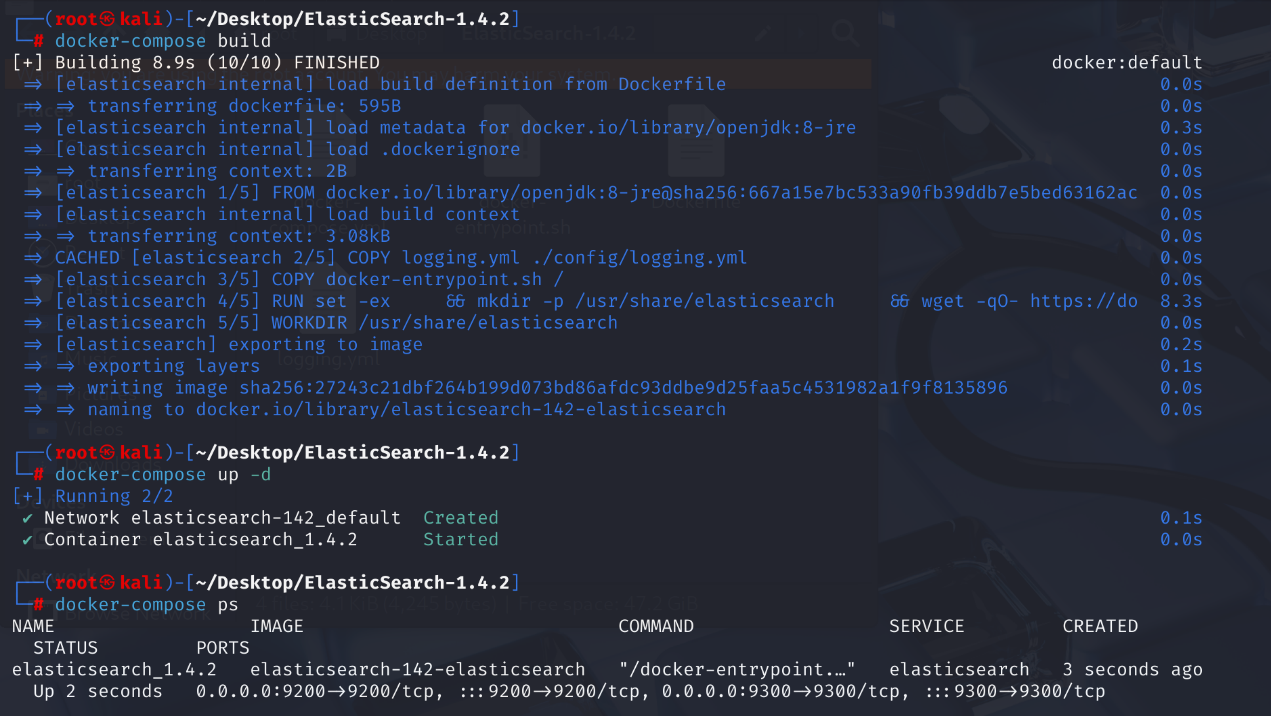 ┌──(root㉿kali)-[~/Desktop/ElasticSearch-1.4.2]
└─# docker-compose build
[+] Building 8.9s (10/10) FINISHED docker:default
=> [elasticsearch internal] load build definition from Dockerfile 0.0s
=> => transferring dockerfile: 595B 0.0s
=> [elasticsearch internal] load metadata for docker.io/library/openjdk:8-jre 0.3s
=> [elasticsearch internal] load .dockerignore 0.0s
=> => transferring context: 2B 0.0s
=> [elasticsearch 1/5] FROM docker.io/library/openjdk:8-jre@sha256:667a15e7bc533a90fb39ddb7e5bed63162ac 0.0s
=> [elasticsearch internal] load build context 0.0s
=> => transferring context: 3.08kB 0.0s
=> CACHED [elasticsearch 2/5] COPY logging.yml ./config/logging.yml 0.0s
=> [elasticsearch 3/5] COPY docker-entrypoint.sh / 0.0s
=> [elasticsearch 4/5] RUN set -ex && mkdir -p /usr/share/elasticsearch && wget -qO- https://do 8.3s
=> [elasticsearch 5/5] WORKDIR /usr/share/elasticsearch 0.0s
=> [elasticsearch] exporting to image 0.2s
=> => exporting layers 0.1s
=> => writing image sha256:27243c21dbf264b199d073bd86afdc93ddbe9d25faa5c4531982a1f9f8135896 0.0s
=> => naming to docker.io/library/elasticsearch-142-elasticsearch 0.0s
┌──(root㉿kali)-[~/Desktop/ElasticSearch-1.4.2]
└─# docker-compose up -d
[+] Running 2/2
✔ Network elasticsearch-142_default Created 0.1s
✔ Container elasticsearch_1.4.2 Started 0.0s
┌──(root㉿kali)-[~/Desktop/ElasticSearch-1.4.2]
└─# docker-compose ps
NAME IMAGE COMMAND SERVICE CREATED
STATUS PORTS
elasticsearch_1.4.2 elasticsearch-142-elasticsearch "/docker-entrypoint.…" elasticsearch 3 seconds ago
Up 2 seconds 0.0.0.0:9200->9200/tcp, :::9200->9200/tcp, 0.0.0.0:9300->9300/tcp, :::9300->9300/tcp